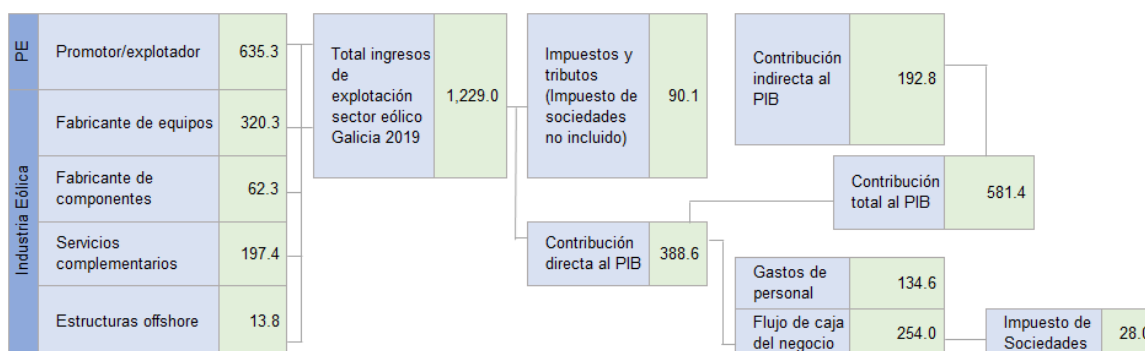 PE
Promotor/explotador
635.3
Industria Eólica
Fabricante de equipos
320.3
Fabricante de
componentes
62.3
Servicios
complementarios
197.4
Estructuras offshore
13.8
Total ingresos
de
explotación
sector eólico
Galicia 2019
1,229.0
Impuestos y
tributos
(Impuesto de
sociedades
no incluido)
90.1
Contribución
directa al PIB
388.6
Contribución
indirecta al
PIB
192.8
Contribución
total al PIB
581.4
Gastos de
personal
134.6
Flujo de caja
del negocio
254.0
Impuesto de
Sociedades
28.0